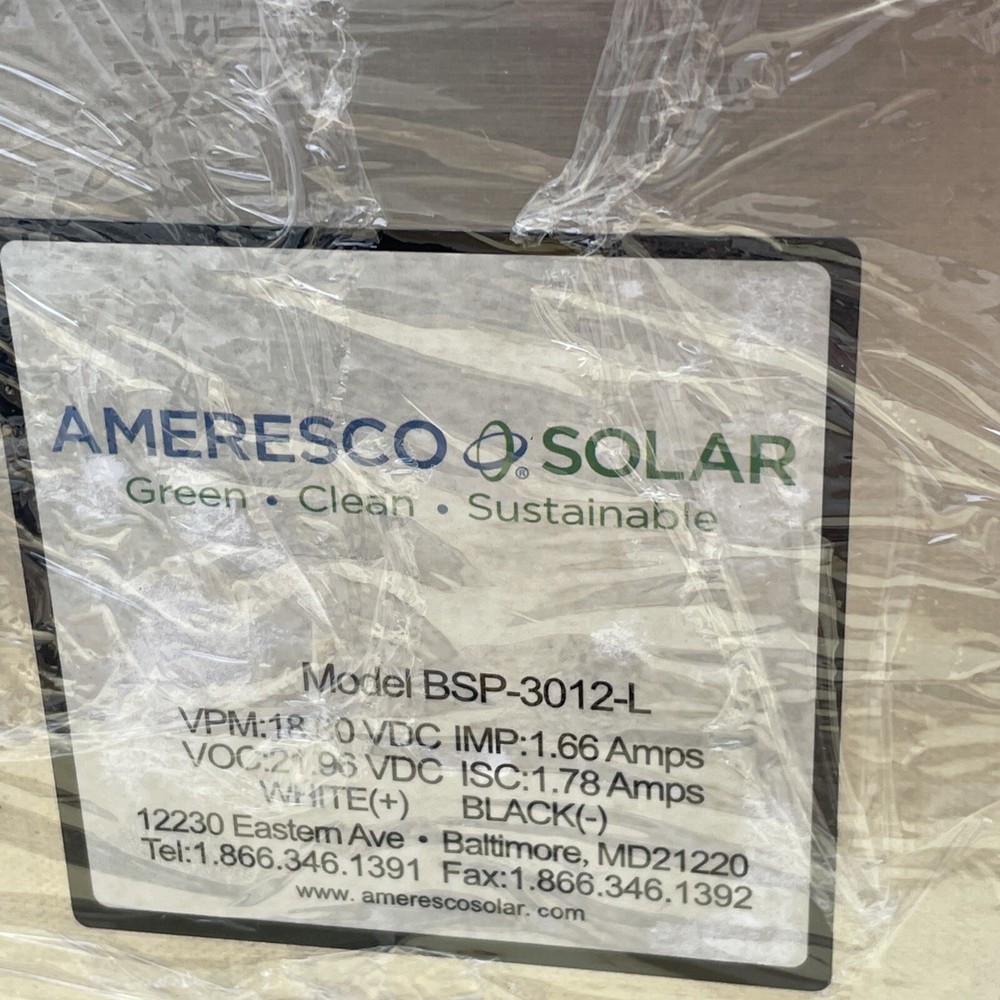 AMERESCO ® SOLAR
Green • Clean • Sustainable
Model BSP-3012-L
VDC IMP:1.66 Amps
VOC:21.96 VDC ISC:1.78 Amps
WHITE(+) BLACK(-)
12230 Eastern Ave • Baltimore, MD21220
Tel:1.866.346.1391 Fax:1.866.346.1392
www. amerescosolar. com